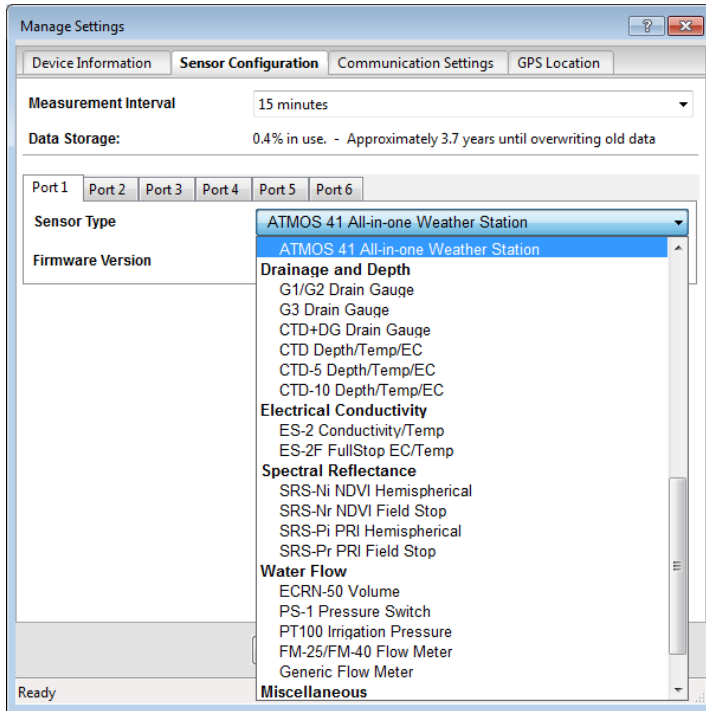 Manage Settings
Device Information Sensor Configuration Communication Settings GPS Location
Measurement Interval 15 minutes
Data Storage: 0.4% in use. - Approximately 3.7 years until overwriting old data
Port 1 Port 2 Port 3 Port 4 Port 5 Port 6
Sensor Type ATMOS 41 All-in-one Weather Station
ATMOS 41 All-in-one Weather Station
Firmware Version
Drainage and Depth
G1/G2 Drain Gauge
G3 Drain Gauge
CTD+DG Drain Gauge
CTD Depth/Temp/EC
CTD-5 Depth/Temp/EC
CTD-10 Depth/Temp/EC
Electrical Conductivity
ES-2 Conductivity/Temp
ES-2F FullStop EC/Temp
Spectral Reflectance
SRS-Ni NDVI Hemispherical
SRS-Nr NDVI Field Stop
SRS-Pi PRI Hemispherical
SRS-Pr PRI Field Stop
Water Flow
ECRN-50 Volume
PS-1 Pressure Switch
PT100 Irrigation Pressure
FM-25/FM-40 Flow Meter
Generic Flow Meter
Miscellaneous
Ready